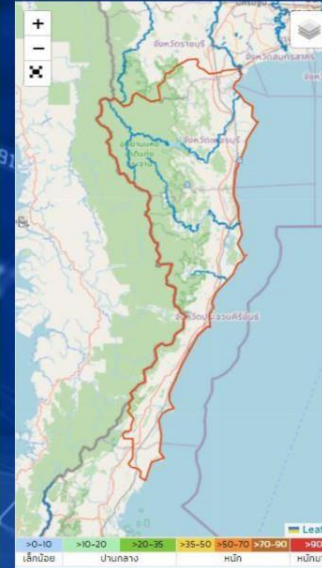 +
−
จังหวัดราชบุรี
จังหวัดสมุทรสาคร
จังหวัดเพชรบุรี
จังหวัดประจวบคีรีขันธ์
Leaf
>0-10 >10-20 >20-35 >35-50 >50-70 >70-90 >90
เล็กน้อย ปานกลาง หนัก หนักมา